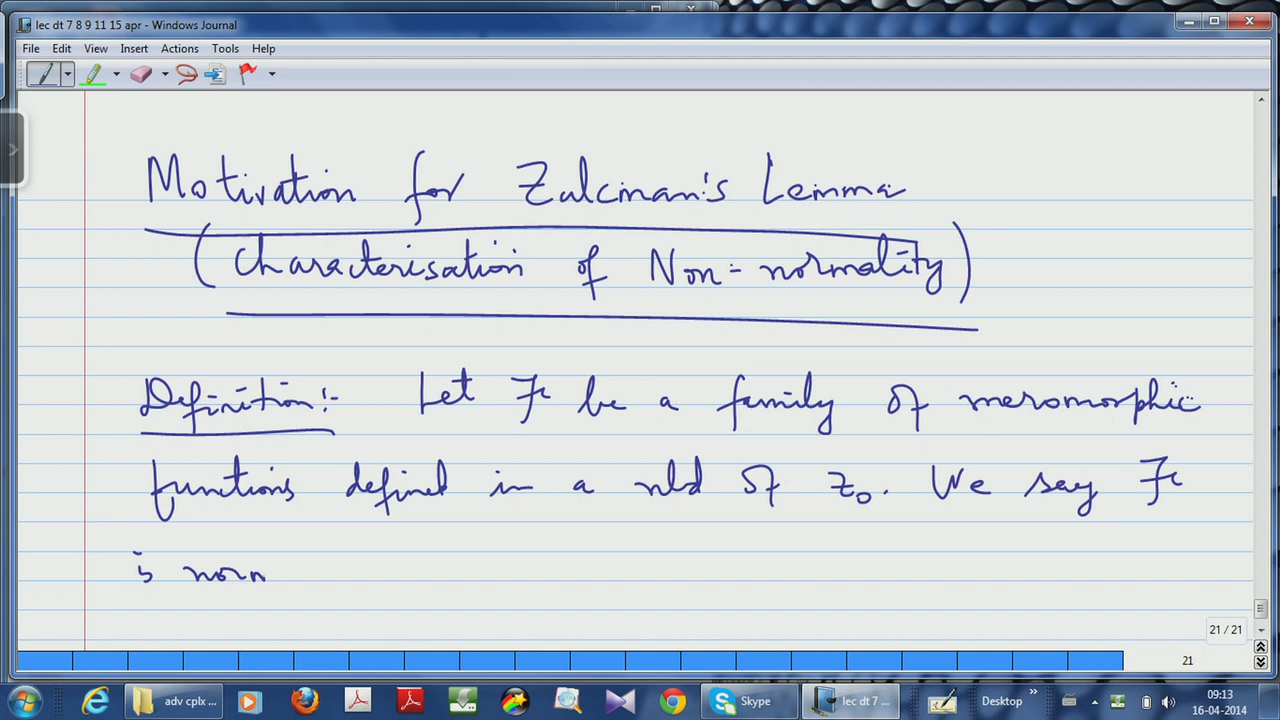 lec dt 7 8 9 11 15 apr - Windows Journal
File Edit View Insert Actions Tools Help
Motivation for Zalcman's Lemma
(Characterisation of Non-normality)
Definition:- Let F be a family of meromorphic
functions defined in a nbd of z₀. We say F
is norm
21 / 21
21
adv cplx ...
Skype
lec dt 7 ...
Desktop
09:13
16-04-2014